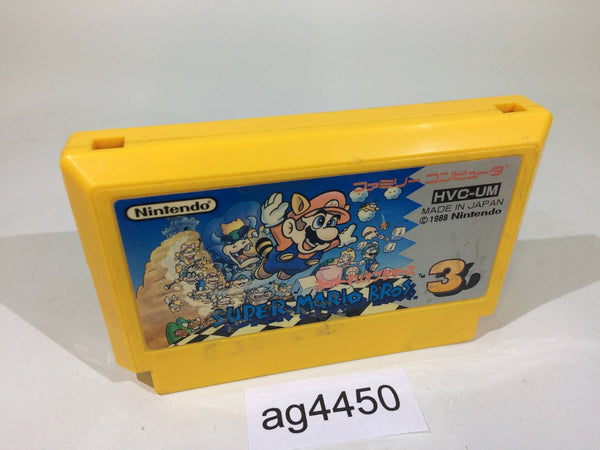 Nintendo
ファミリーコンピュータ
HVC-UM
MADE IN JAPAN
© 1988 Nintendo
SUPER MARIO BROS.
™
3
ag4450